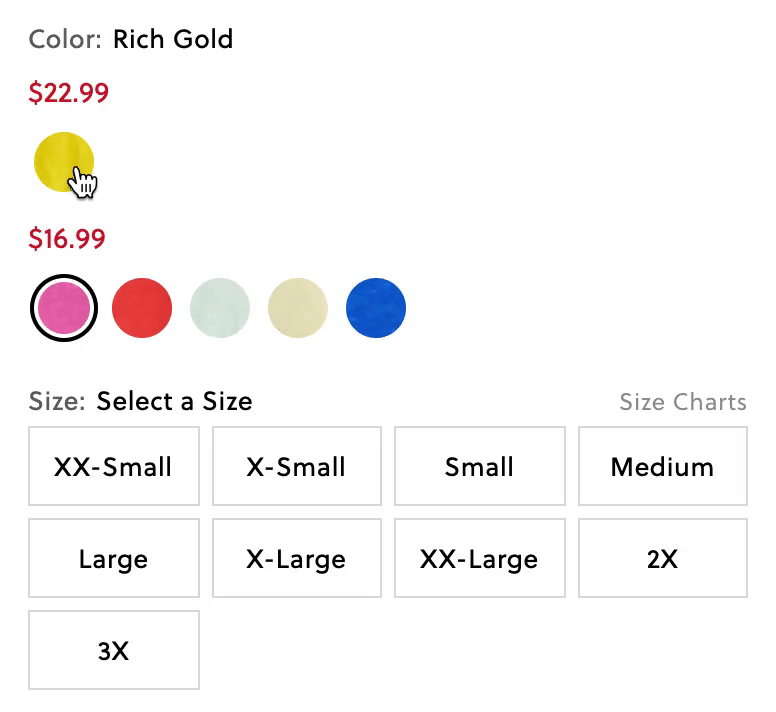 Color: Rich Gold
$22.99
$16.99
Size: Select a Size Size Charts
XX-Small X-Small Small Medium
Large X-Large XX-Large 2X
3X